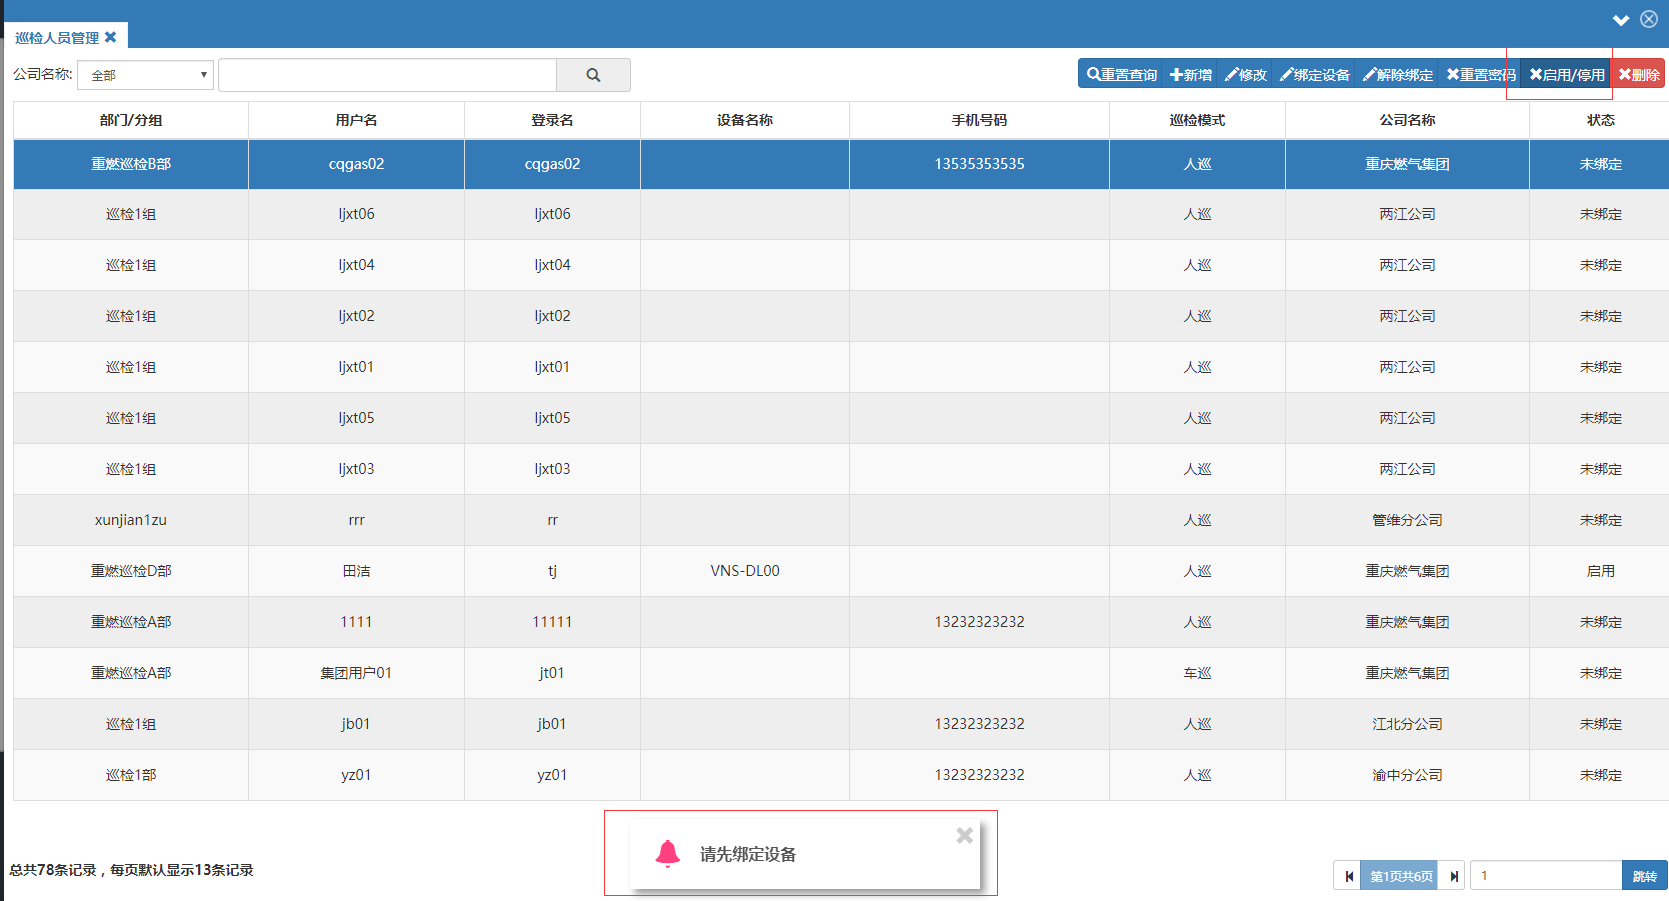 巡检人员管理
公司名称: 全部 重置查询 新增 修改 绑定设备 解除绑定 重置密码 启用/停用 删除
部门/分组 用户名 登录名 设备名称 手机号码 巡检模式 公司名称 状态
重燃巡检B部 cqgas02 cqgas02 13535353535 人巡 重庆燃气集团 未绑定
巡检1组 ljxt06 ljxt06 人巡 两江公司 未绑定
巡检1组 ljxt04 ljxt04 人巡 两江公司 未绑定
巡检1组 ljxt02 ljxt02 人巡 两江公司 未绑定
巡检1组 ljxt01 ljxt01 人巡 两江公司 未绑定
巡检1组 ljxt05 ljxt05 人巡 两江公司 未绑定
巡检1组 ljxt03 ljxt03 人巡 两江公司 未绑定
xunjian1zu rrr rr 人巡 管维分公司 未绑定
重燃巡检D部 田洁 tj VNS-DL00 人巡 重庆燃气集团 启用
重燃巡检A部 1111 11111 13232323232 人巡 重庆燃气集团 未绑定
重燃巡检A部 集团用户01 jt01 车巡 重庆燃气集团 未绑定
巡检1组 jb01 jb01 13232323232 人巡 江北分公司 未绑定
巡检1部 yz01 yz01 13232323232 人巡 渝中分公司 未绑定
请先绑定设备
总共78条记录，每页默认显示13条记录 第1页共6页 1 跳转